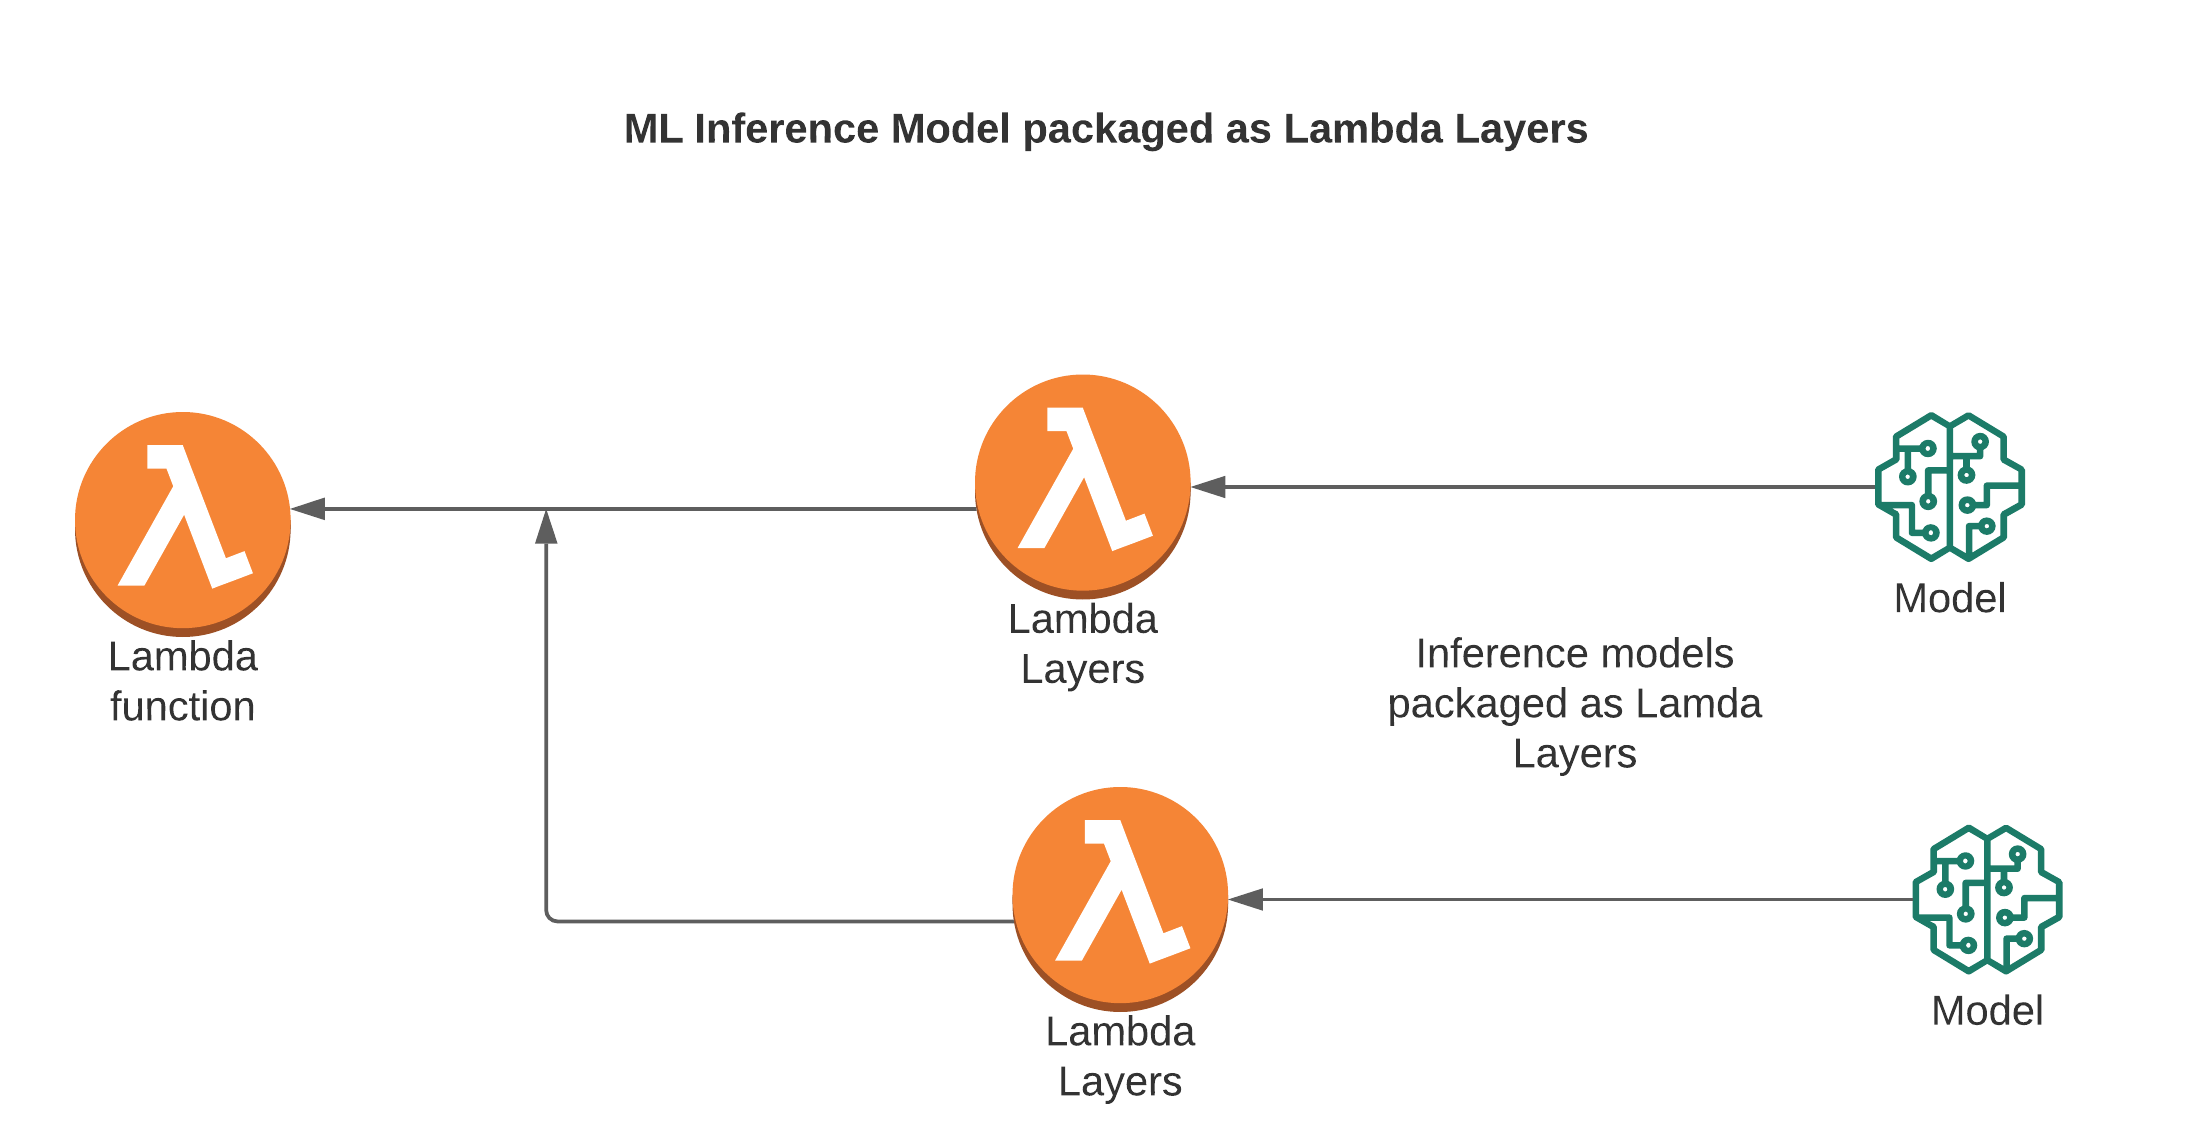 ML Inference Model packaged as Lambda Layers
Lambda
function
Lambda
Layers
Model
Inference models
packaged as Lamda
Layers
Lambda
Layers
Model